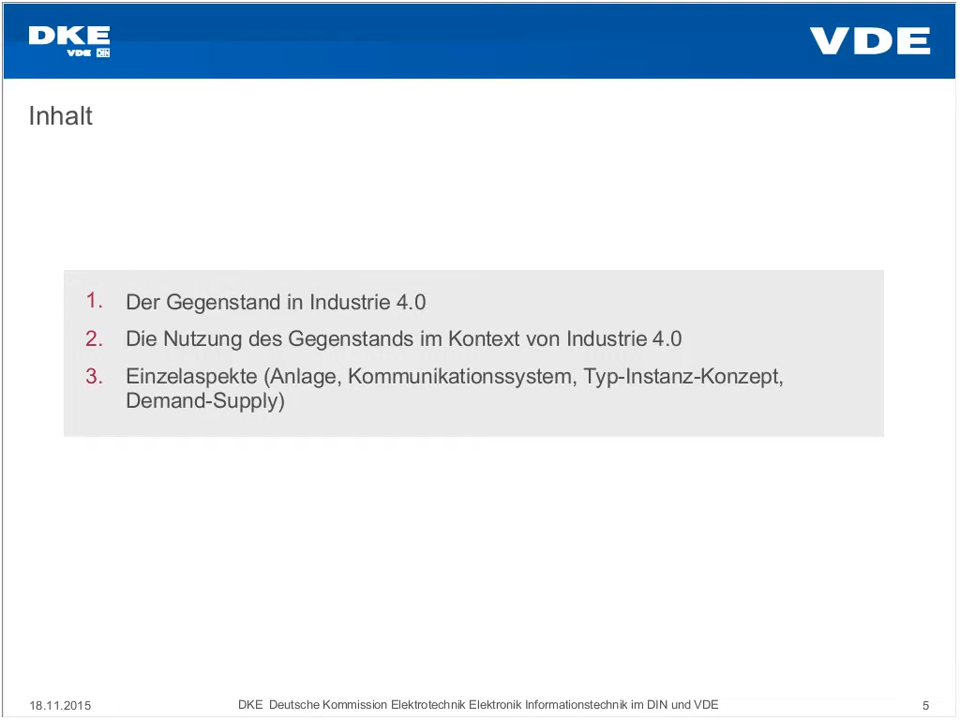 DKE
VDE DIN
VDE
Inhalt
1. Der Gegenstand in Industrie 4.0
2. Die Nutzung des Gegenstands im Kontext von Industrie 4.0
3. Einzelaspekte (Anlage, Kommunikationssystem, Typ-Instanz-Konzept,
Demand-Supply)
18.11.2015 DKE Deutsche Kommission Elektrotechnik Elektronik Informationstechnik im DIN und VDE 5